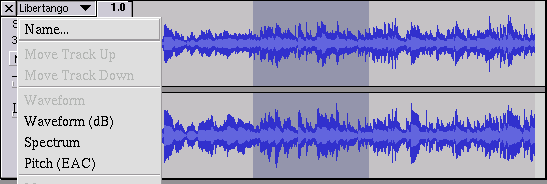 Libertango 1.0
Name...
Move Track Up
Move Track Down
Waveform
Waveform (dB)
Spectrum
Pitch (EAC)